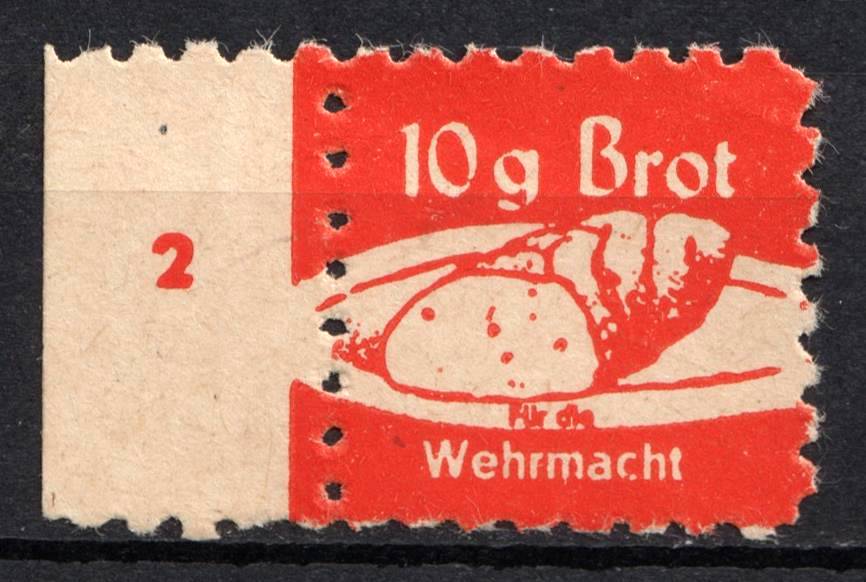 10 g Brot
2
Für die
Wehrmacht